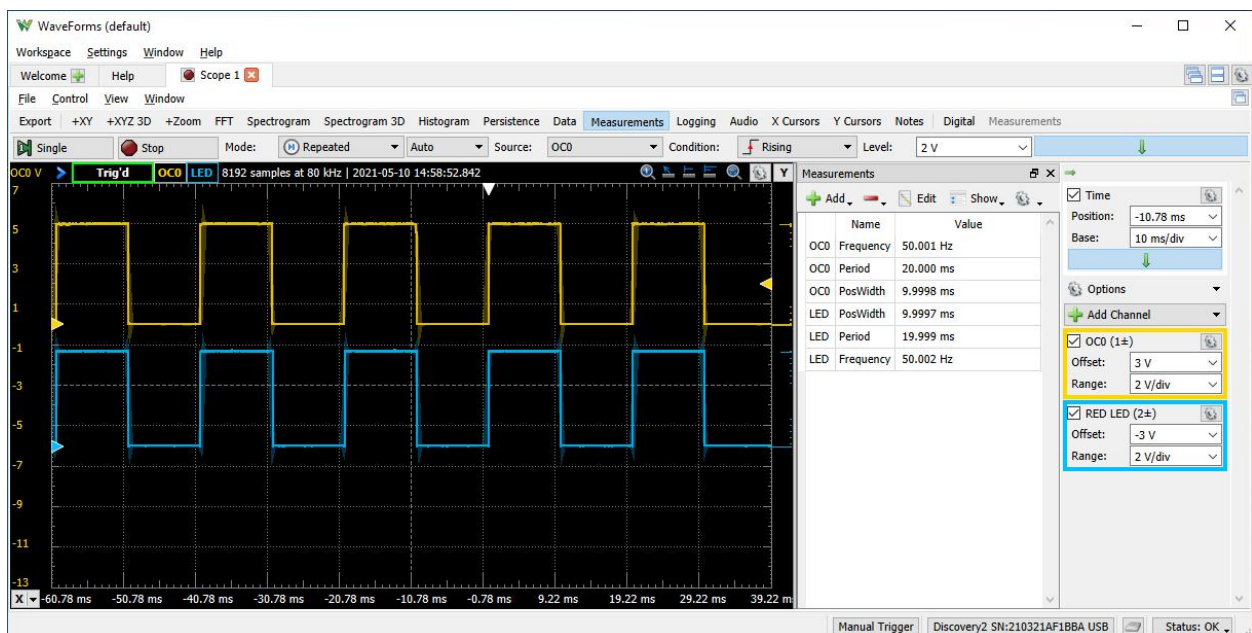 WaveForms (default)
Workspace Settings Window Help
Welcome Help Scope 1
File Control View Window
Export +XY +XYZ 3D +Zoom FFT Spectrogram Spectrogram 3D Histogram Persistence Data Measurements Logging Audio X Cursors Y Cursors Notes Digital Measurements
Single Stop Mode: Repeated Auto Source: OC0 Condition: Rising Level: 2 V
OC0 V Trig'd OC0 LED 8192 samples at 80 kHz | 2021-05-10 14:58:52.842 Y
7
5
3
1
-1
-3
-5
-7
-9
-11
-13
X -60.78 ms -50.78 ms -40.78 ms -30.78 ms -20.78 ms -10.78 ms -0.78 ms 9.22 ms 19.22 ms 29.22 ms 39.22 m
Measurements
Add Edit Show
Name Value
OC0 Frequency 50.001 Hz
OC0 Period 20.000 ms
OC0 PosWidth 9.9998 ms
LED PosWidth 9.9997 ms
LED Period 19.999 ms
LED Frequency 50.002 Hz
Time
Position: -10.78 ms
Base: 10 ms/div
Options
Add Channel
OC0 (1±)
Offset: 3 V
Range: 2 V/div
RED LED (2±)
Offset: -3 V
Range: 2 V/div
Manual Trigger Discovery2 SN:210321AF1BBA USB Status: OK